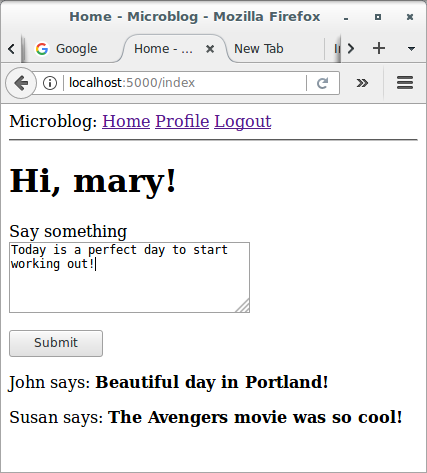 Home - Microblog - Mozilla Firefox
Google Home - ... New Tab
localhost:5000/index
Microblog: Home Profile Logout
Hi, mary!
Say something
Today is a perfect day to start
working out!
Submit
John says: Beautiful day in Portland!
Susan says: The Avengers movie was so cool!